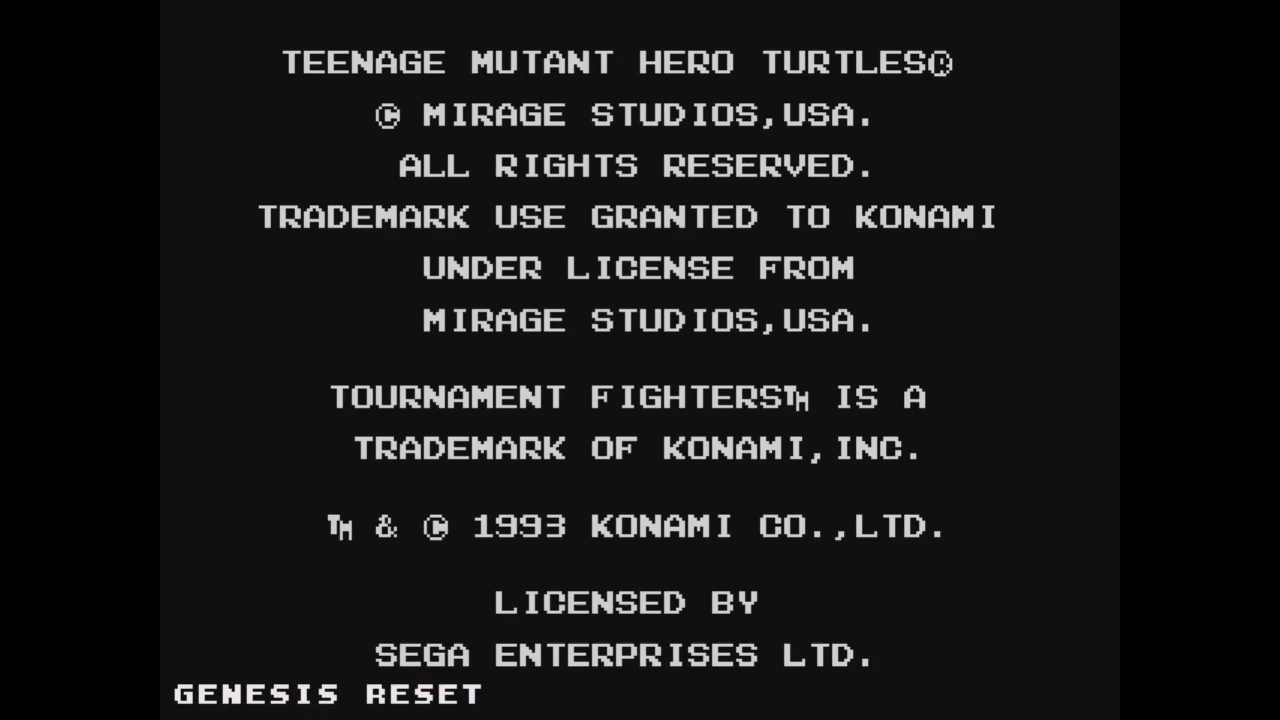 TEENAGE MUTANT HERO TURTLES®
© MIRAGE STUDIOS,USA.
ALL RIGHTS RESERVED.
TRADEMARK USE GRANTED TO KONAMI
UNDER LICENSE FROM
MIRAGE STUDIOS,USA.
TOURNAMENT FIGHTERS™ IS A
TRADEMARK OF KONAMI,INC.
™ & © 1993 KONAMI CO.,LTD.
LICENSED BY
SEGA ENTERPRISES LTD.
GENESIS RESET